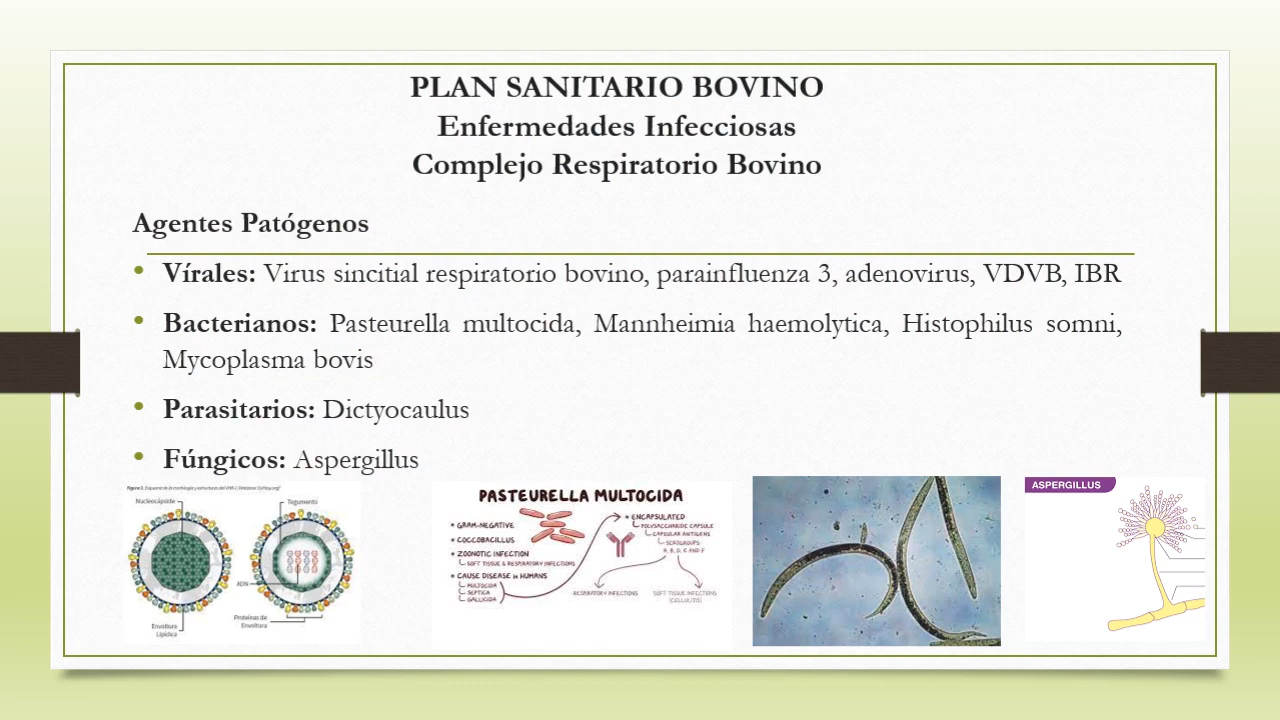 PLAN SANITARIO BOVINO
Enfermedades Infecciosas
Complejo Respiratorio Bovino
Agentes Patógenos
• Vírales: Virus sincitial respiratorio bovino, parainfluenza 3, adenovirus, VDVB, IBR
• Bacterianos: Pasteurella multocida, Mannheimia haemolytica, Histophilus somni,
Mycoplasma bovis
• Parasitarios: Dictyocaulus
• Fúngicos: Aspergillus
Nucleocápside
Tegumento
ADN
Envoltura
Lipídica
Proteínas de
Envoltura
PASTEURELLA MULTOCIDA
* GRAM-NEGATIVE
* COCCOBACILLUS
* ZOONOTIC INFECTION
SOFT TISSUE & RESPIRATORY INFECTIONS
* CAUSE DISEASE in HUMANS
MULTOCIDA
SEPTICA
GALLICIDA
* ENCAPSULATED
POLYSACCHARIDE CAPSULE
CAPSULAR ANTIGENS
SEROGROUPS
A, B, D, E AND F
RESPIRATORY INFECTIONS
SOFT TISSUE INFECTIONS
(CELLULITIS)
ASPERGILLUS